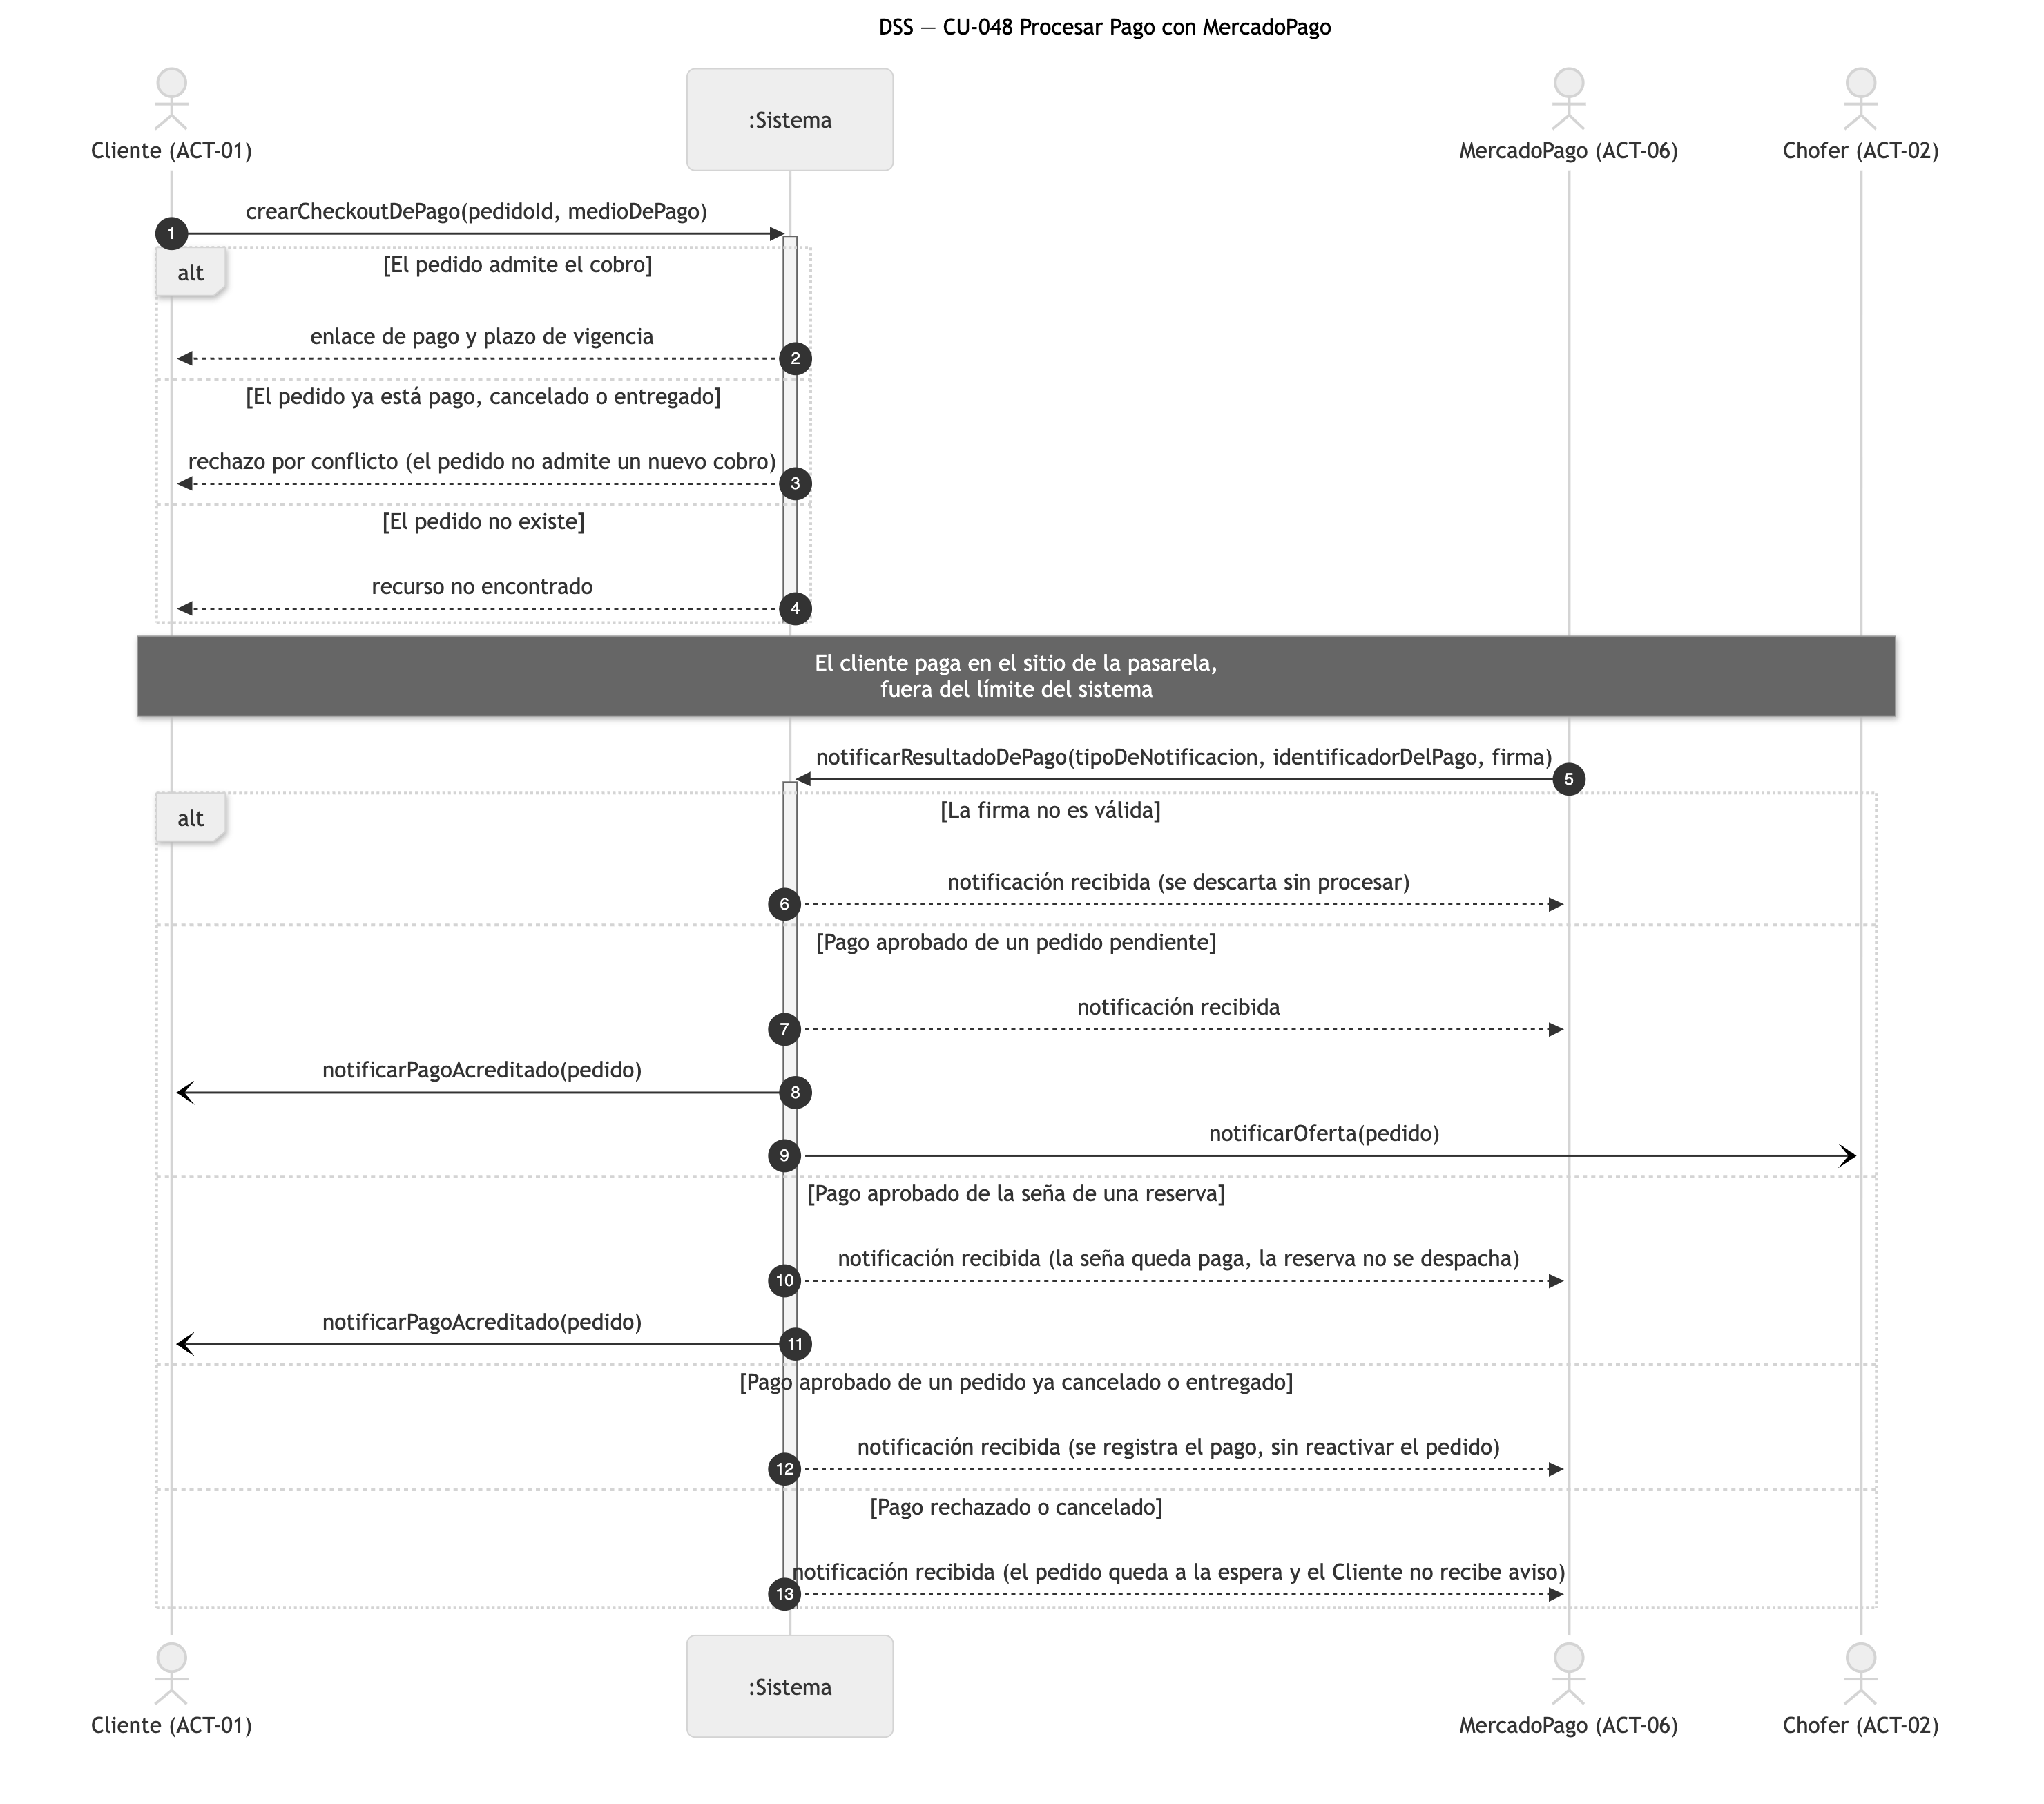 DSS — CU-048 Procesar Pago con MercadoPago
Cliente (ACT-01)
:Sistema
MercadoPago (ACT-06)
Chofer (ACT-02)
crearCheckoutDePago(pedidoId, medioDePago)
1
alt
[El pedido admite el cobro]
enlace de pago y plazo de vigencia
2
[El pedido ya está pago, cancelado o entregado]
rechazo por conflicto (el pedido no admite un nuevo cobro)
3
[El pedido no existe]
recurso no encontrado
4
El cliente paga en el sitio de la pasarela,
fuera del límite del sistema
notificarResultadoDePago(tipoDeNotificacion, identificadorDelPago, firma)
5
alt
[La firma no es válida]
notificación recibida (se descarta sin procesar)
6
[Pago aprobado de un pedido pendiente]
notificación recibida
7
notificarPagoAcreditado(pedido)
8
notificarOferta(pedido)
9
[Pago aprobado de la seña de una reserva]
notificación recibida (la seña queda paga, la reserva no se despacha)
10
notificarPagoAcreditado(pedido)
11
[Pago aprobado de un pedido ya cancelado o entregado]
notificación recibida (se registra el pago, sin reactivar el pedido)
12
[Pago rechazado o cancelado]
notificación recibida (el pedido queda a la espera y el Cliente no recibe aviso)
13
Cliente (ACT-01)
:Sistema
MercadoPago (ACT-06)
Chofer (ACT-02)